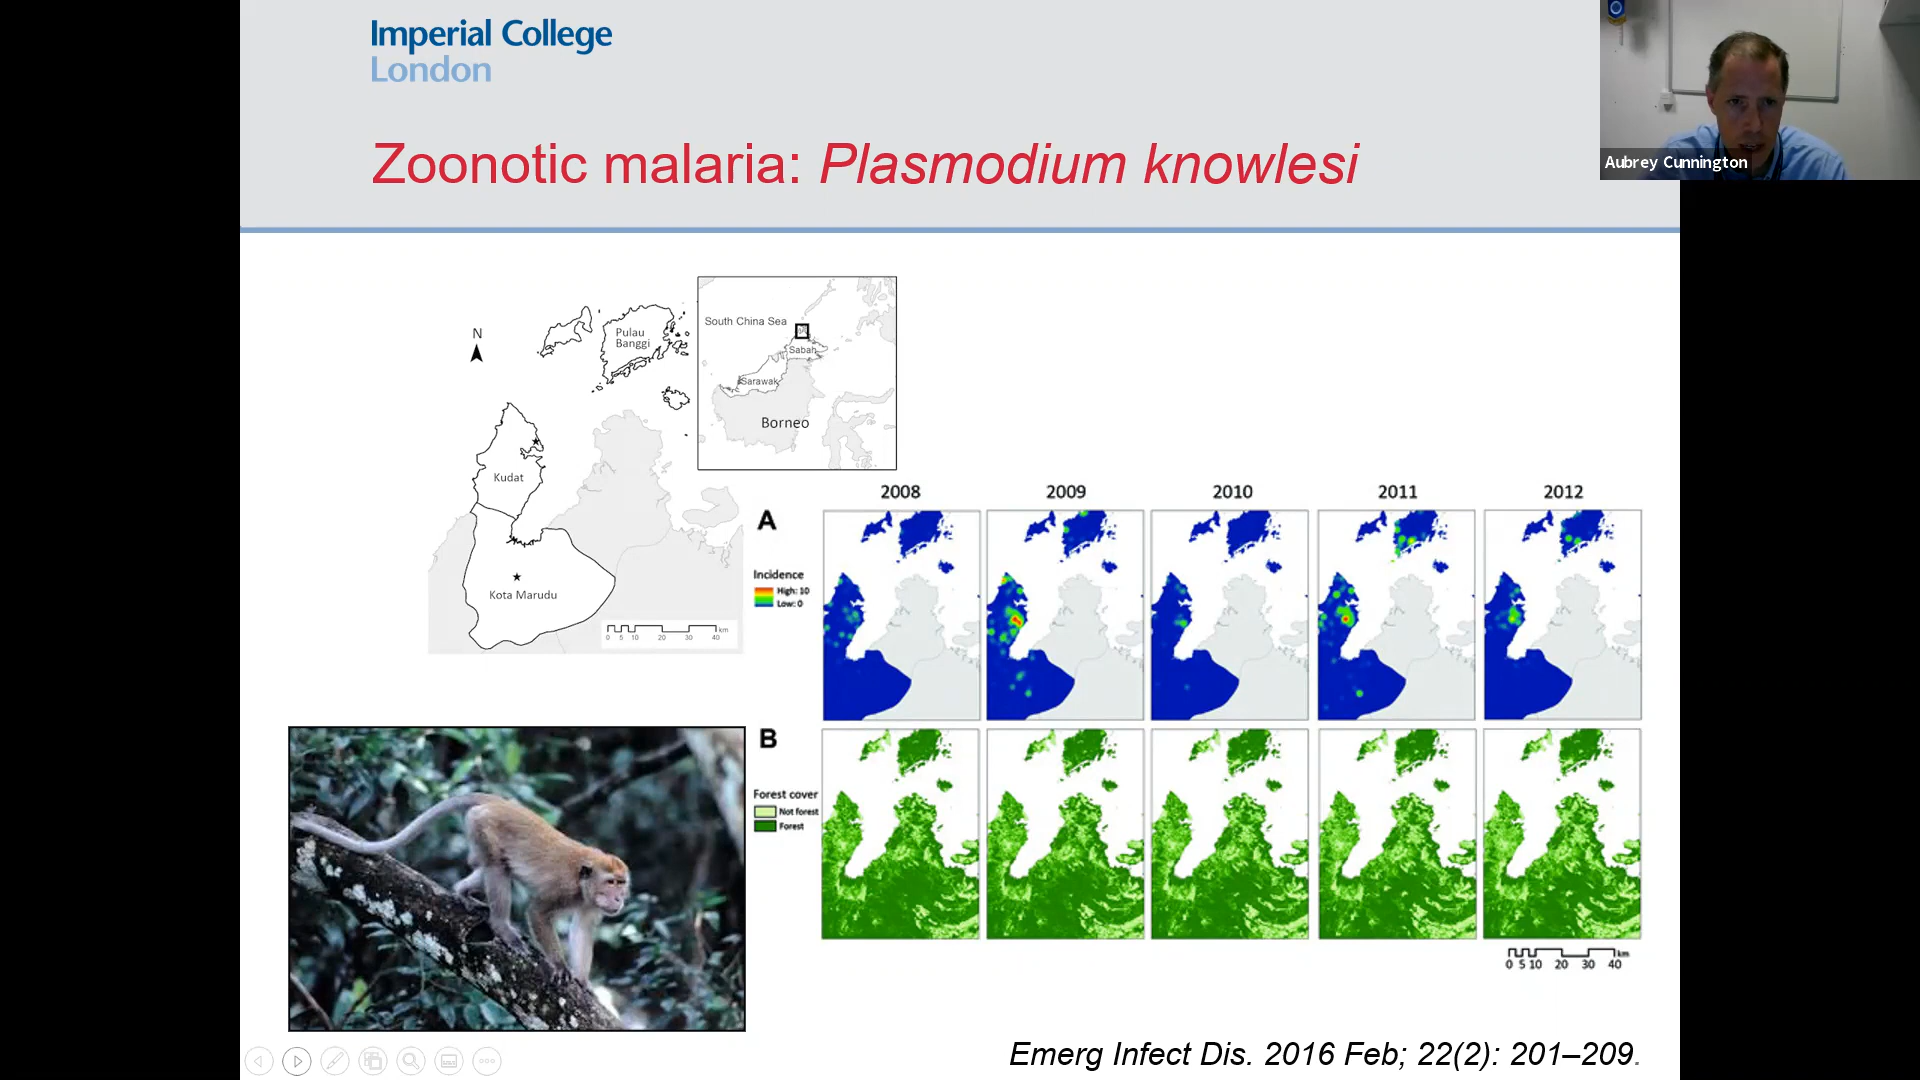 Imperial College
London
Aubrey Cunnington
Zoonotic malaria: Plasmodium knowlesi
N
Pulau
Banggi
South China Sea
Sabah
Sarawak
Borneo
Kudat
Kota Marudu
0 5 10 20 30 40 km
2008 2009 2010 2011 2012
A
Incidence
High: 10
Low: 0
B
Forest cover
Not forest
Forest
km
0 5 10 20 30 40
Emerg Infect Dis. 2016 Feb; 22(2): 201–209.